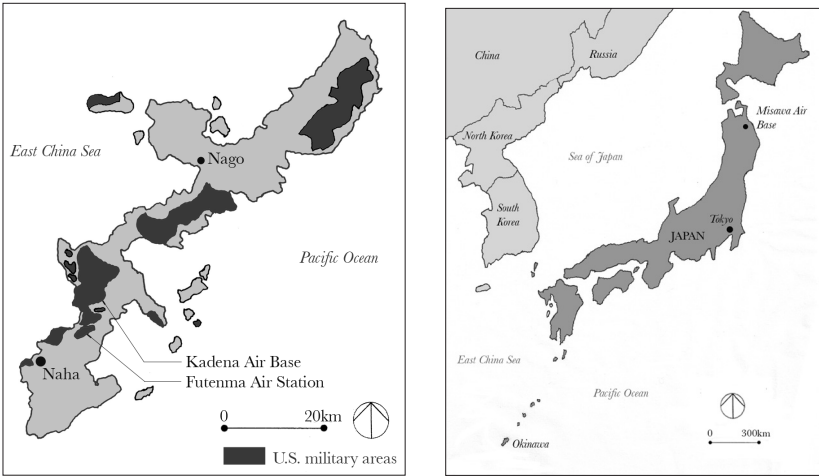 East China Sea
Nago
Pacific Ocean
Kadena Air Base
Futenma Air Station
Naha
0 20km
U.S. military areas
China
Russia
Misawa Air
Base
North Korea
Sea of Japan
South
Korea
Tokyo
JAPAN
East China Sea
Pacific Ocean
0 300km
Okinawa